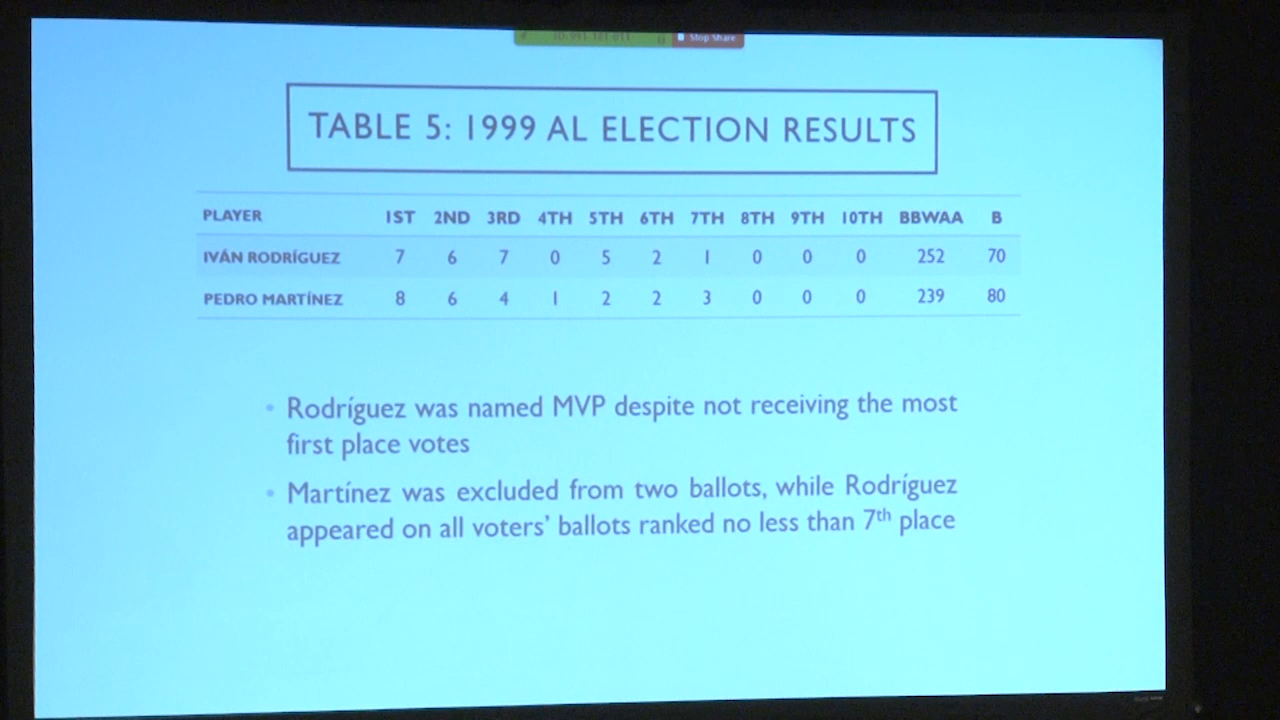 Stop Share
TABLE 5: 1999 AL ELECTION RESULTS
PLAYER 1ST 2ND 3RD 4TH 5TH 6TH 7TH 8TH 9TH 10TH BBWAA B
IVÁN RODRÍGUEZ 7 6 7 0 5 2 1 0 0 0 252 70
PEDRO MARTÍNEZ 8 6 4 1 2 2 3 0 0 0 239 80
• Rodríguez was named MVP despite not receiving the most
first place votes
• Martínez was excluded from two ballots, while Rodríguez
appeared on all voters' ballots ranked no less than 7th place